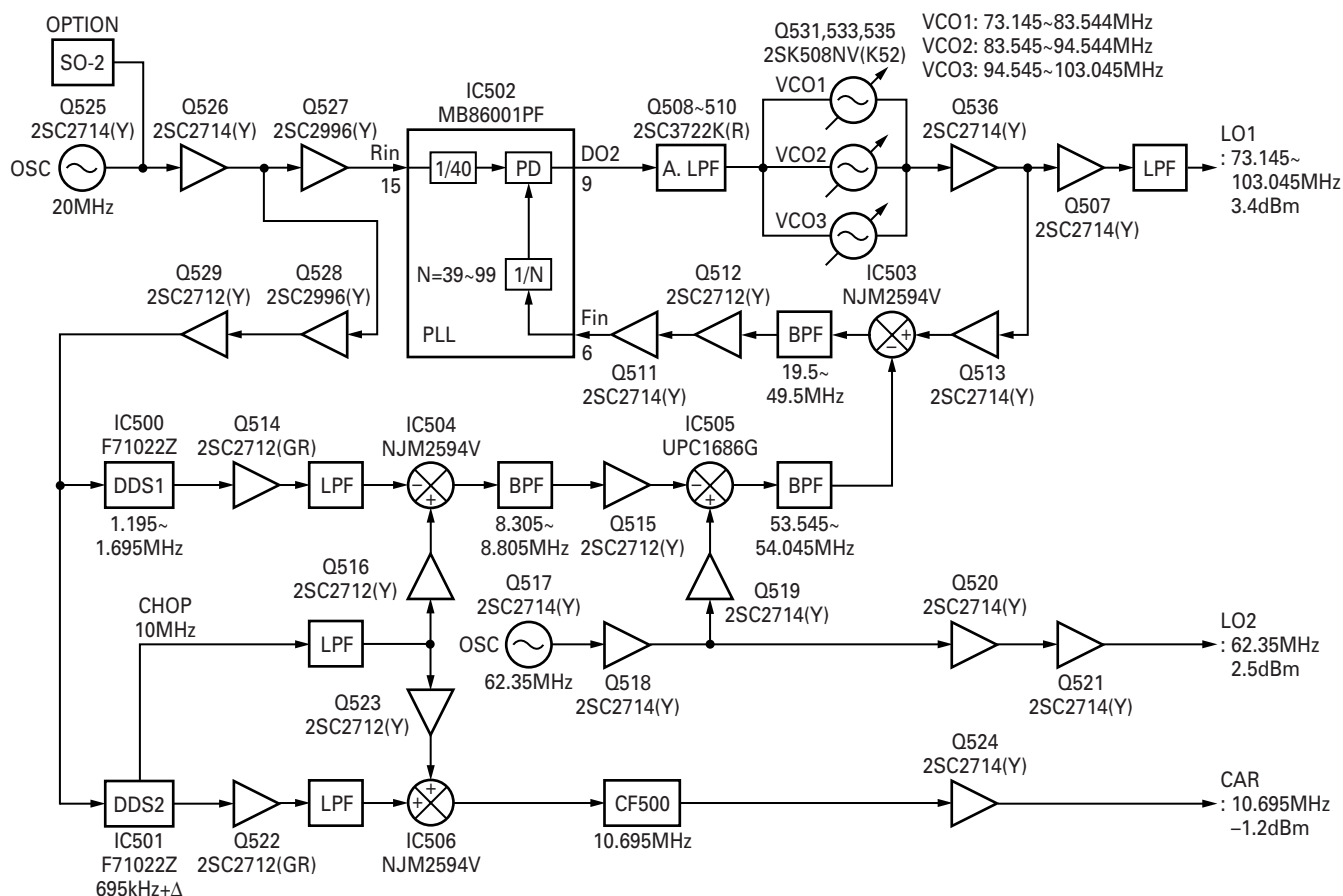 OPTION
SO-2
Q525
2SC2714(Y)
OSC
20MHz
Q526
2SC2714(Y)
Q527
2SC2996(Y)
IC502
MB86001PF
Rin
15
1/40
PD
DO2
9
N=39~99
1/N
PLL
Fin
6
Q508~510
2SC3722K(R)
A. LPF
Q531,533,535
2SK508NV(K52)
VCO1
VCO2
VCO3
VCO1: 73.145~83.544MHz
VCO2: 83.545~94.544MHz
VCO3: 94.545~103.045MHz
Q536
2SC2714(Y)
Q507
2SC2714(Y)
LPF
LO1
: 73.145~
103.045MHz
3.4dBm
Q529
2SC2712(Y)
Q528
2SC2996(Y)
Q511
2SC2714(Y)
Q512
2SC2712(Y)
BPF
19.5~
49.5MHz
IC503
NJM2594V
+
−
Q513
2SC2714(Y)
IC500
F71022Z
DDS1
1.195~
1.695MHz
Q514
2SC2712(GR)
LPF
IC504
NJM2594V
−
+
BPF
8.305~
8.805MHz
Q515
2SC2712(Y)
IC505
UPC1686G
−
+
BPF
53.545~
54.045MHz
Q516
2SC2712(Y)
CHOP
10MHz
LPF
Q517
2SC2714(Y)
OSC
62.35MHz
Q518
2SC2714(Y)
Q519
2SC2714(Y)
Q520
2SC2714(Y)
Q521
2SC2714(Y)
LO2
: 62.35MHz
2.5dBm
Q523
2SC2712(Y)
DDS2
IC501
F71022Z
695kHz+Δ
Q522
2SC2712(GR)
LPF
+
+
IC506
NJM2594V
CF500
10.695MHz
Q524
2SC2714(Y)
CAR
: 10.695MHz
–1.2dBm